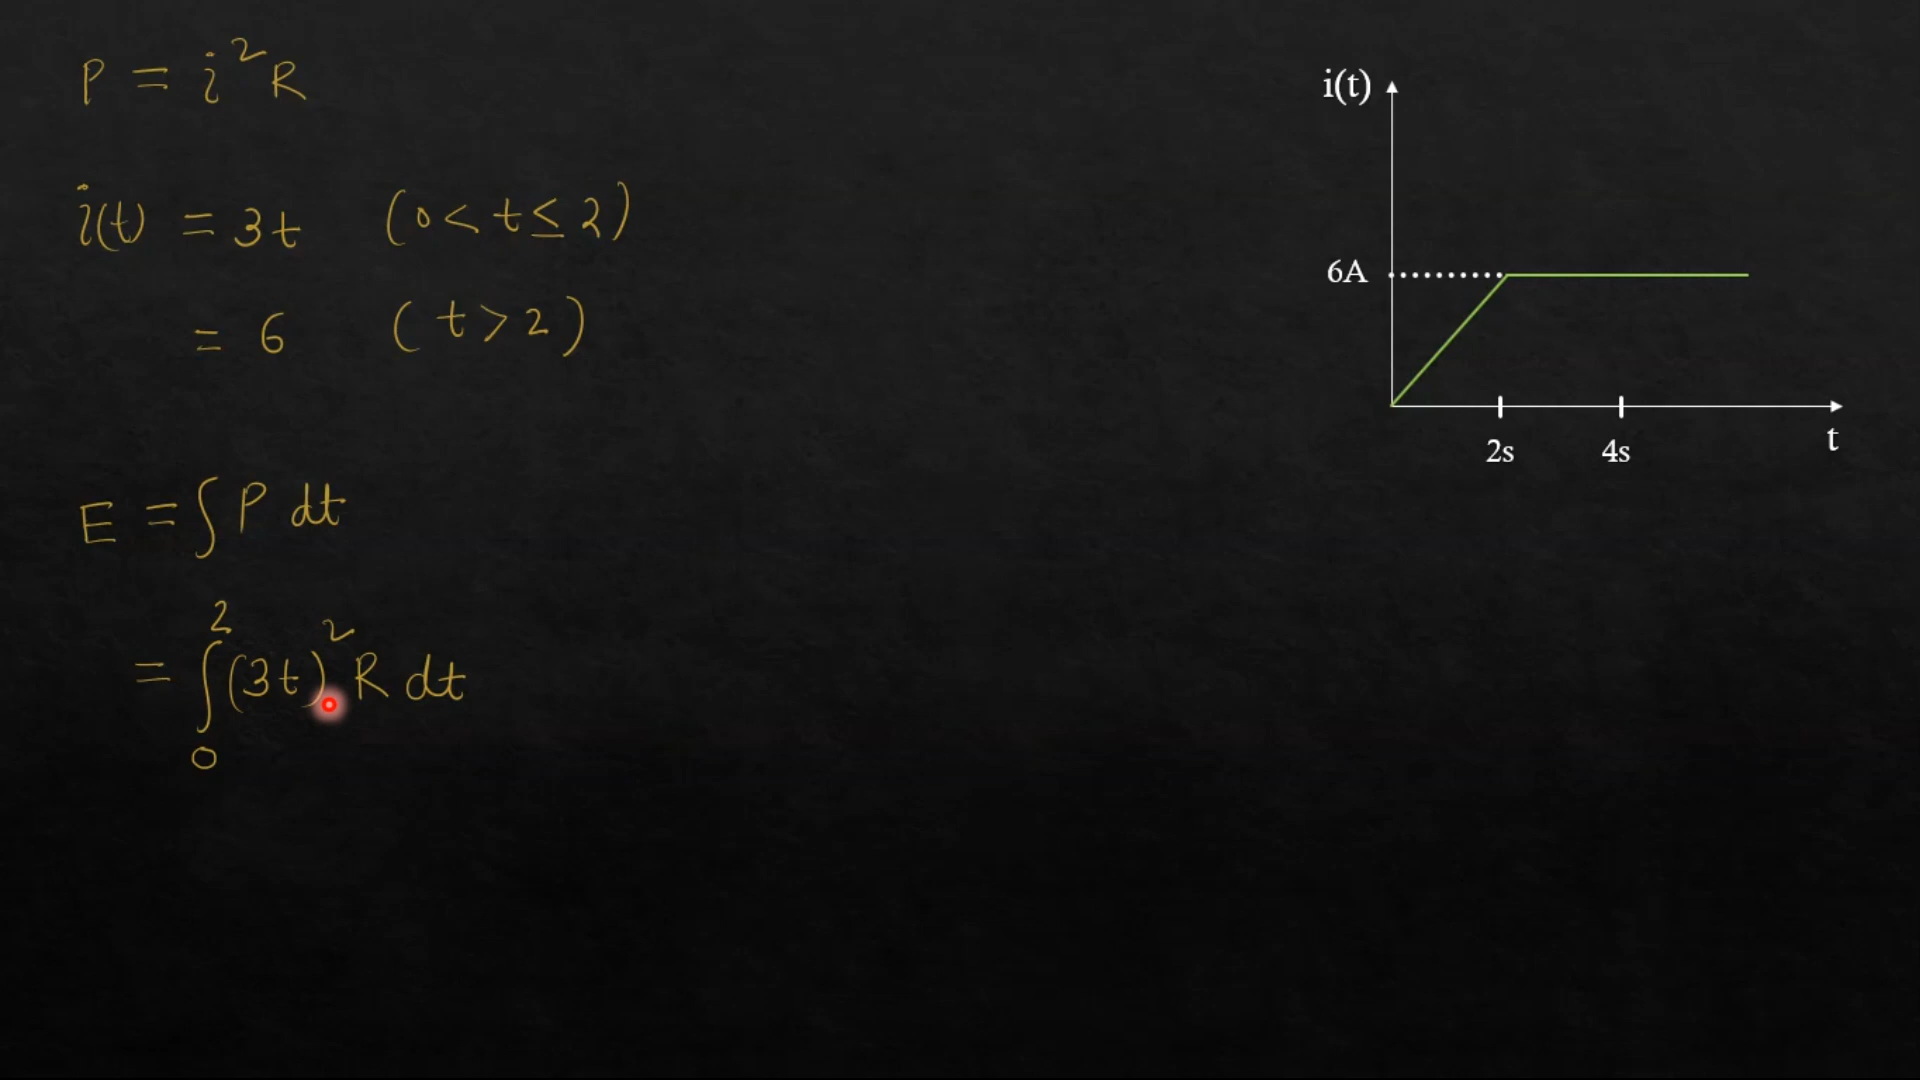 P = i²R
i(t) = 3t (0 < t ≤ 2)
= 6 (t > 2)
E = ∫ P dt
= ∫₀² (3t)² R dt
i(t)
6A
2s 4s
t